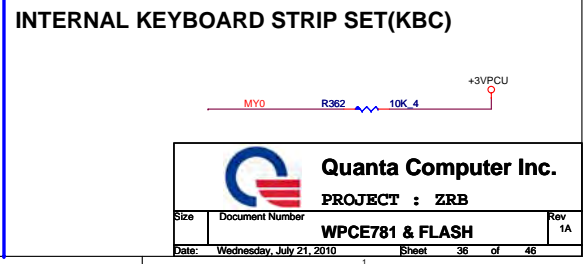 INTERNAL KEYBOARD STRIP SET(KBC)
+3VPCU
MY0 R362 10K_4
Quanta Computer Inc.
PROJECT : ZRB
Size Document Number Rev
WPCE781 & FLASH 1A
Date: Wednesday, July 21, 2010 Sheet 36 of 46
1